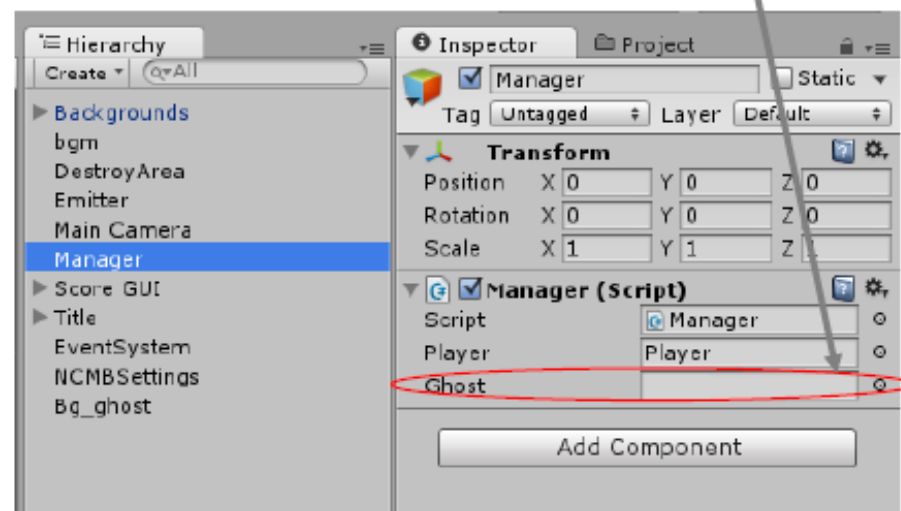 Hierarchy
Create
All
Backgrounds
bgm
DestroyArea
Emitter
Main Camera
Manager
Score GUI
Title
EventSystem
NCMBSettings
Bg_ghost
Inspector
Project
Manager
Static
Tag Untagged Layer Default
Transform
Position X 0 Y 0 Z 0
Rotation X 0 Y 0 Z 0
Scale X 1 Y 1 Z 1
Manager (Script)
Script Manager
Player Player
Ghost
Add Component